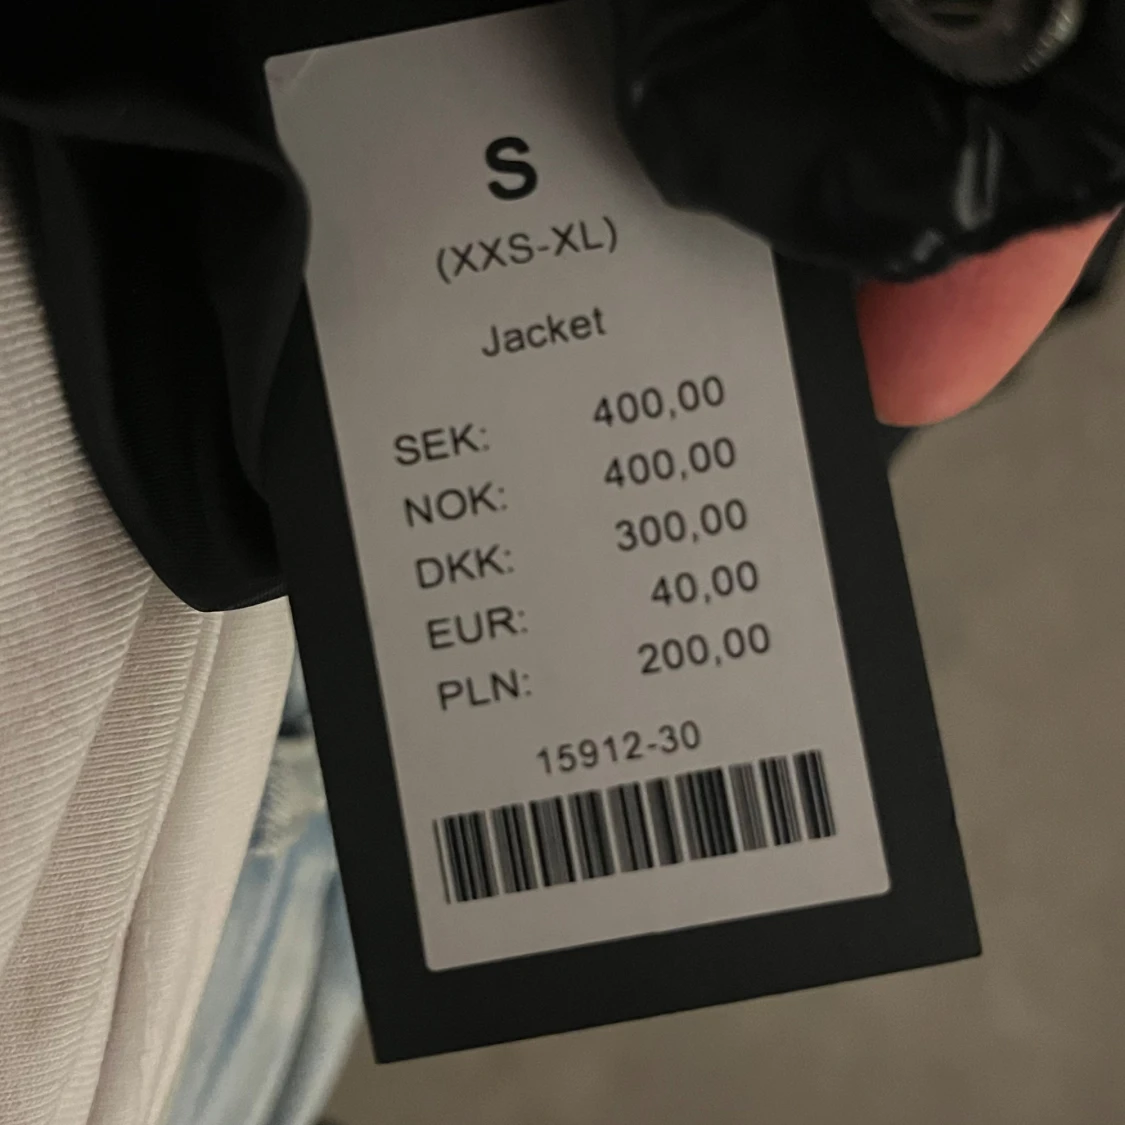 S
(XXS-XL)
Jacket
SEK: 400,00
NOK: 400,00
DKK: 300,00
EUR: 40,00
PLN: 200,00
15912-30